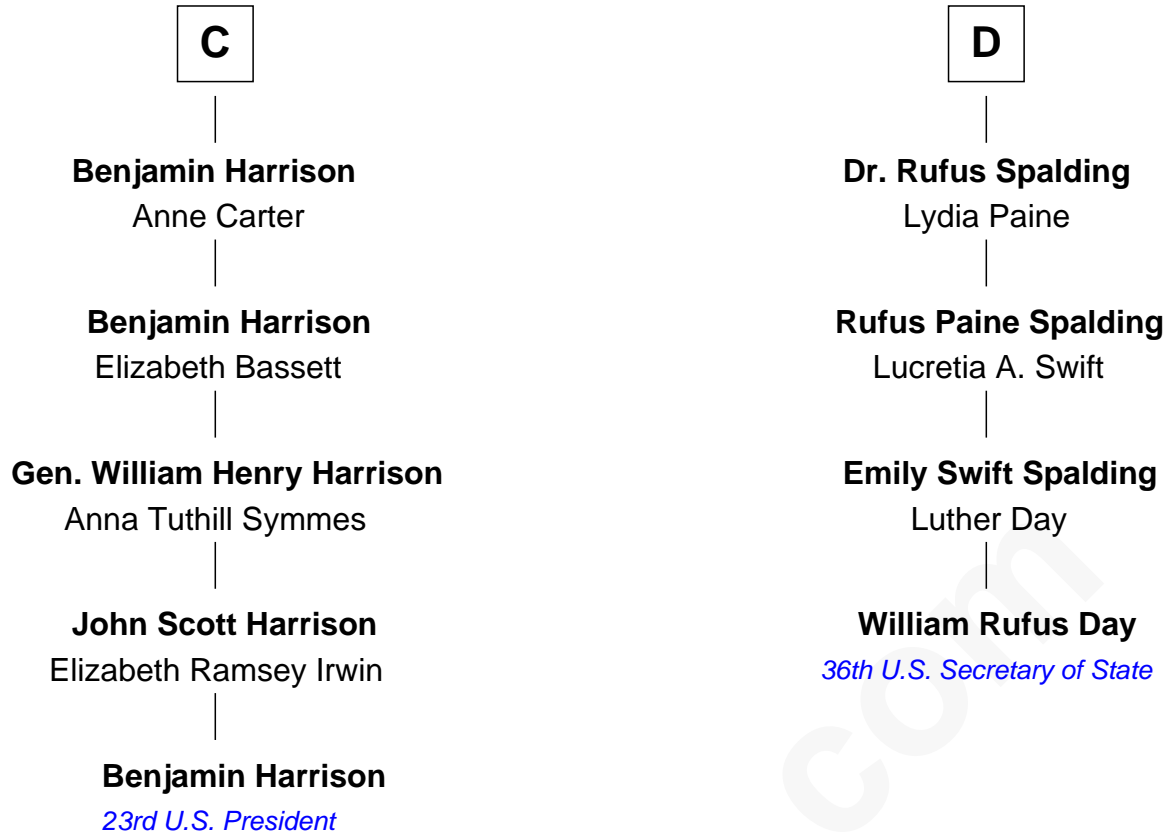 C
Benjamin Harrison
Anne Carter
Benjamin Harrison
Elizabeth Bassett
Gen. William Henry Harrison
Anna Tuthill Symmes
John Scott Harrison
Elizabeth Ramsey Irwin
Benjamin Harrison
23rd U.S. President
D
Dr. Rufus Spalding
Lydia Paine
Rufus Paine Spalding
Lucretia A. Swift
Emily Swift Spalding
Luther Day
William Rufus Day
36th U.S. Secretary of State
com